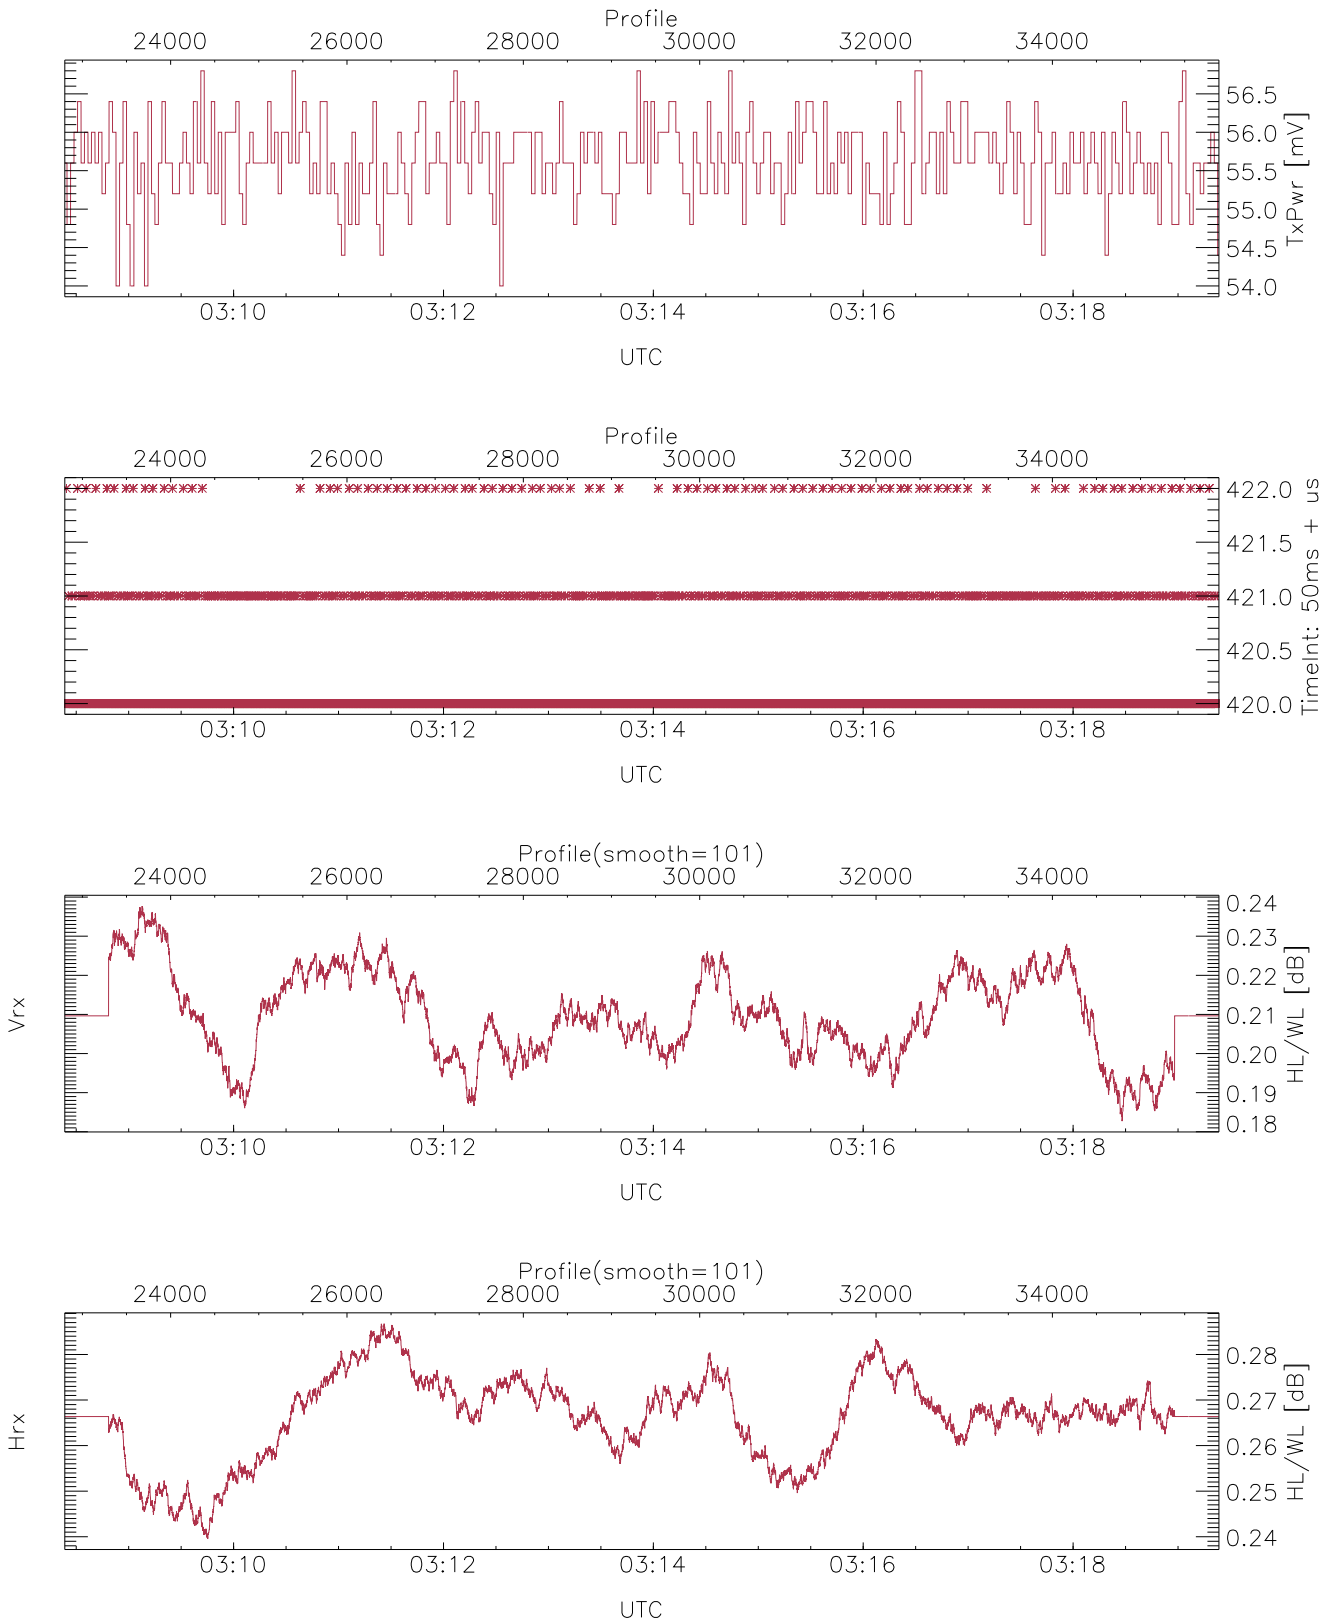 Profile
24000 26000 28000 30000 32000 34000
56.5
56.0
55.5
55.0
54.5
54.0
TxPwr [mV]
03:10 03:12 03:14 03:16 03:18
UTC
Profile
24000 26000 28000 30000 32000 34000
422.0
421.5
421.0
420.5
420.0
TimeInt: 50ms + us
03:10 03:12 03:14 03:16 03:18
UTC
Profile(smooth=101)
24000 26000 28000 30000 32000 34000
Vrx
0.24
0.23
0.22
0.21
0.20
0.19
0.18
HL/WL [dB]
03:10 03:12 03:14 03:16 03:18
UTC
Profile(smooth=101)
24000 26000 28000 30000 32000 34000
Hrx
0.28
0.27
0.26
0.25
0.24
HL/WL [dB]
03:10 03:12 03:14 03:16 03:18
UTC